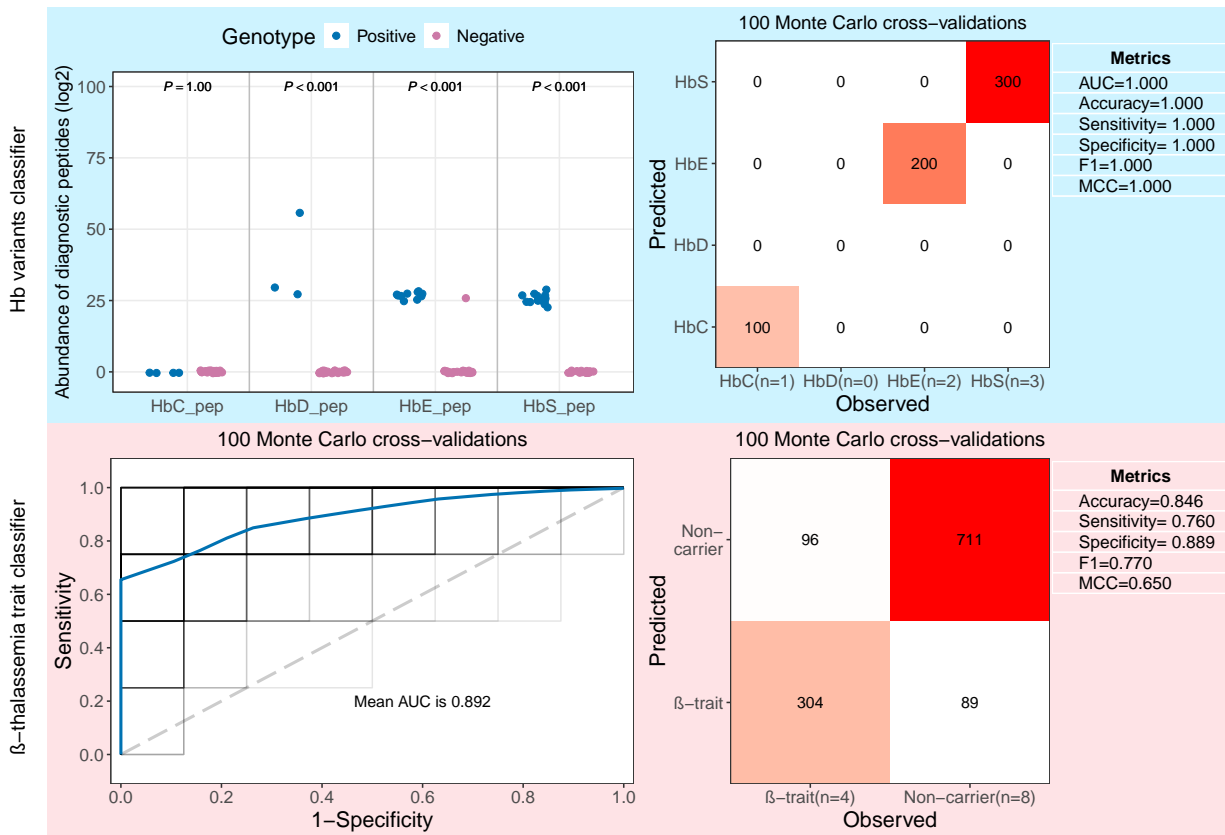 Hb variants classifier
Genotype Positive Negative
Abundance of diagnostic peptides (log2)
100
75
50
25
0
P = 1.00 P < 0.001 P < 0.001 P < 0.001
HbC_pep HbD_pep HbE_pep HbS_pep
100 Monte Carlo cross−validations
Predicted
HbS 0 0 0 300
HbE 0 0 200 0
HbD 0 0 0 0
HbC 100 0 0 0
HbC(n=1) HbD(n=0) HbE(n=2) HbS(n=3)
Observed
Metrics
AUC=1.000
Accuracy=1.000
Sensitivity= 1.000
Specificity= 1.000
F1=1.000
MCC=1.000
ß−thalassemia trait classifier
100 Monte Carlo cross−validations
Sensitivity
1.0
0.8
0.6
0.4
0.2
0.0
Mean AUC is 0.892
0.0 0.2 0.4 0.6 0.8 1.0
1−Specificity
100 Monte Carlo cross−validations
Predicted
Non−
carrier
96 711
ß−trait 304 89
ß−trait(n=4) Non−carrier(n=8)
Observed
Metrics
Accuracy=0.846
Sensitivity= 0.760
Specificity= 0.889
F1=0.770
MCC=0.650